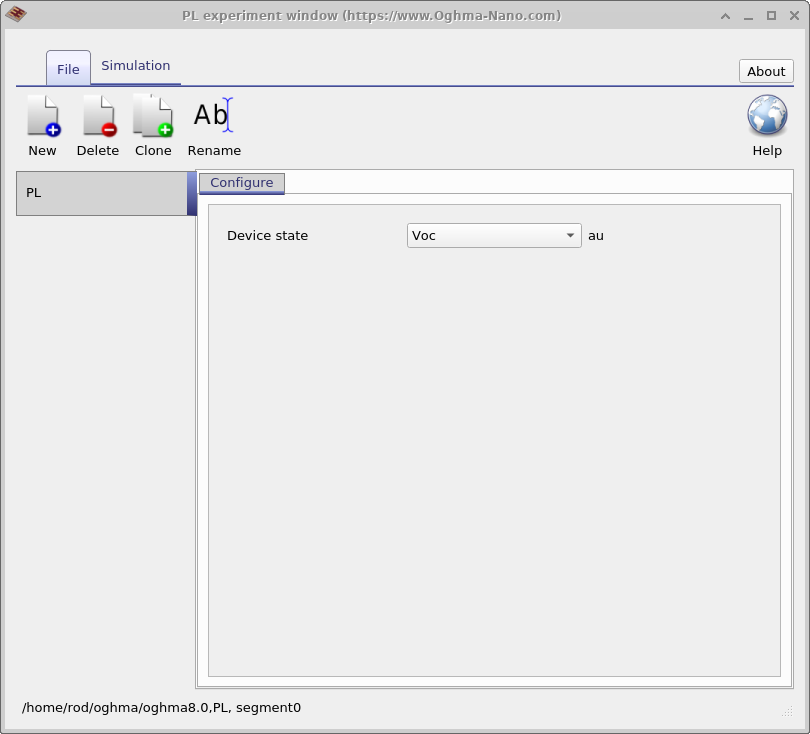 PL experiment window (https://www.Oghma-Nano.com)
File
Simulation
About
New
Delete
Clone
Ab
Rename
Help
PL
Configure
Device state
Voc
au
/home/rod/oghma/oghma8.0,PL, segment0